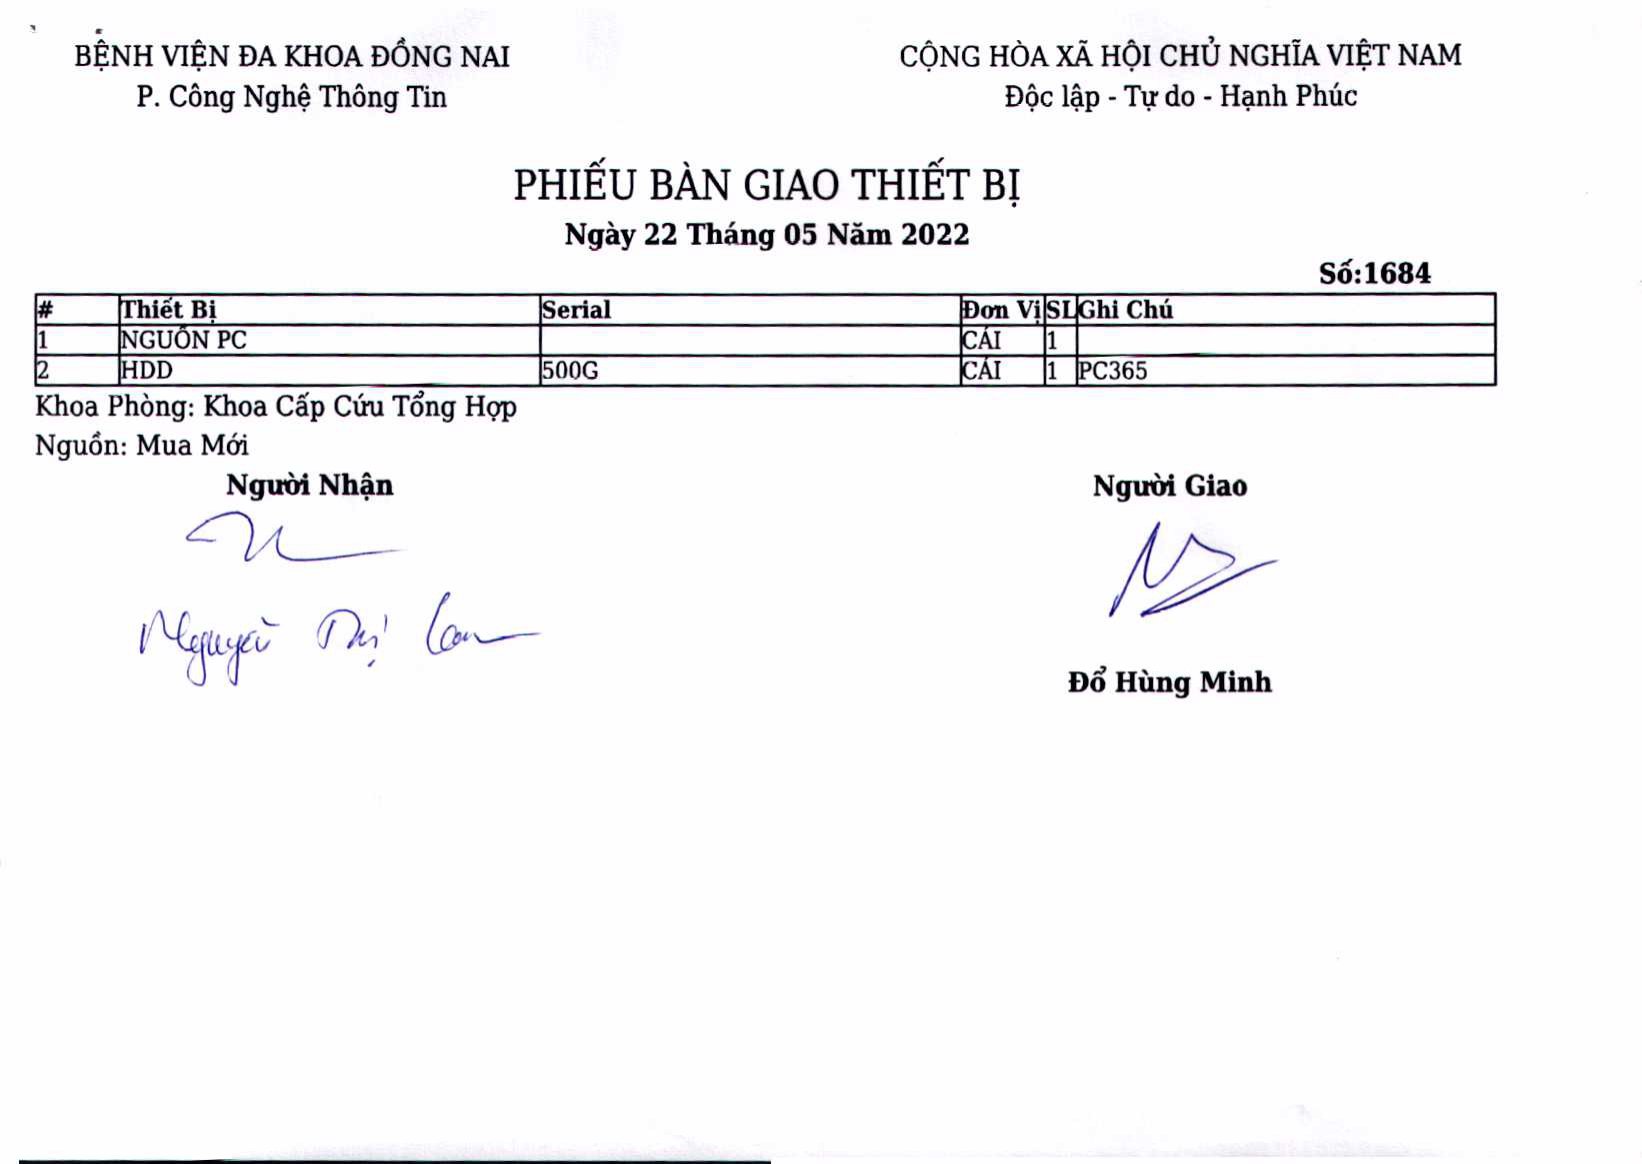 BỆNH VIỆN ĐA KHOA ĐỒNG NAI
P. Công Nghệ Thông Tin
CỘNG HÒA XÃ HỘI CHỦ NGHĨA VIỆT NAM
Độc lập - Tự do - Hạnh Phúc
PHIẾU BÀN GIAO THIẾT BỊ
Ngày 22 Tháng 05 Năm 2022
Số:1684
# Thiết Bị Serial Đơn Vị SL Ghi Chú
1 NGUỒN PC CÁI 1
2 HDD 500G CÁI 1 PC365
Khoa Phòng: Khoa Cấp Cứu Tổng Hợp
Nguồn: Mua Mới
Người Nhận
Người Giao
Nguyễn Thị Lan
Đổ Hùng Minh